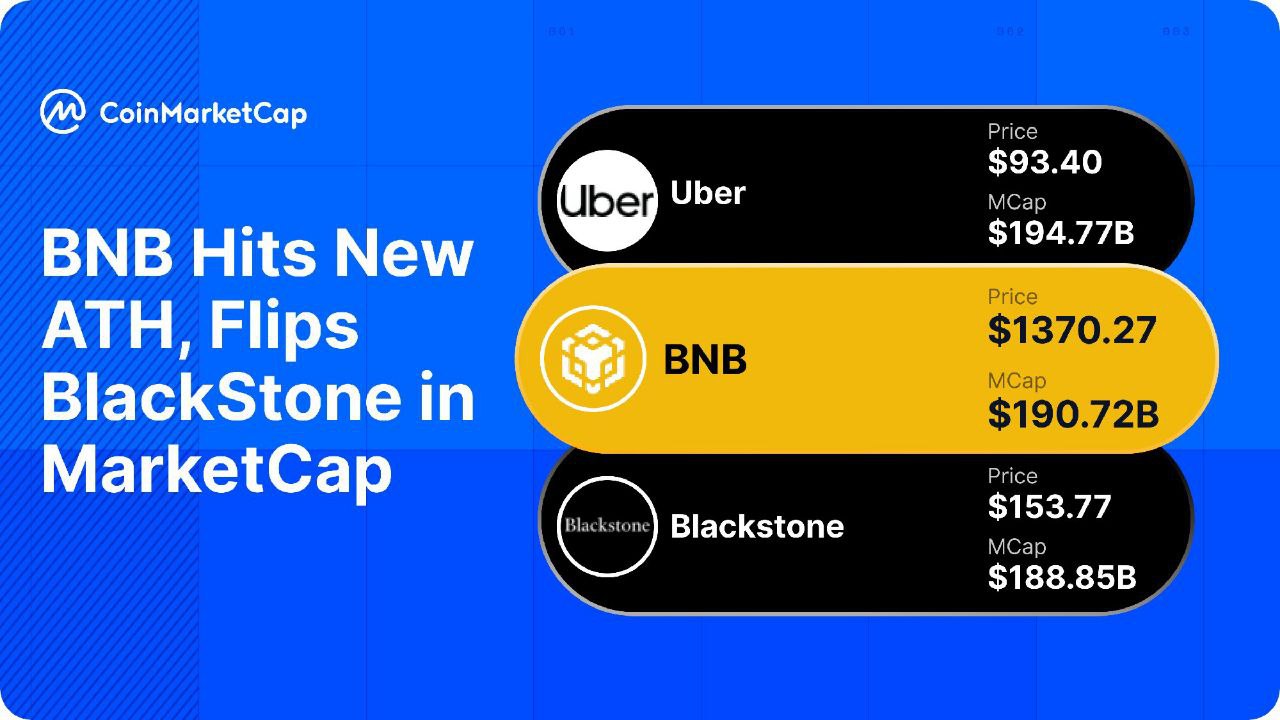 CoinMarketCap
BNB Hits New
ATH, Flips
BlackStone in
MarketCap
Uber
Uber
Price
$93.40
MCap
$194.77B
BNB
Price
$1370.27
MCap
$190.72B
Blackstone
Blackstone
Price
$153.77
MCap
$188.85B